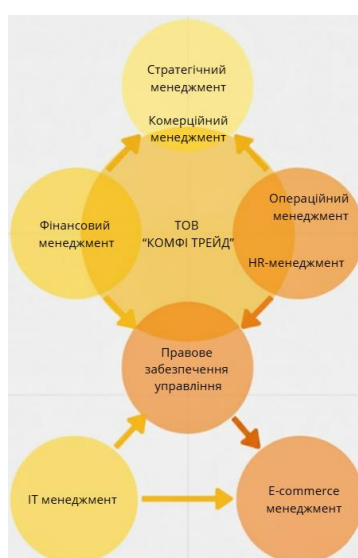 Стратегічний
менеджмент
Комерційний
менеджмент
Фінансовий
менеджмент
ТОВ
“КОМФІ ТРЕЙД”
Операційний
менеджмент
HR-менеджмент
Правове
забезпечення
управління
ІТ менеджмент
E-commerce
менеджмент